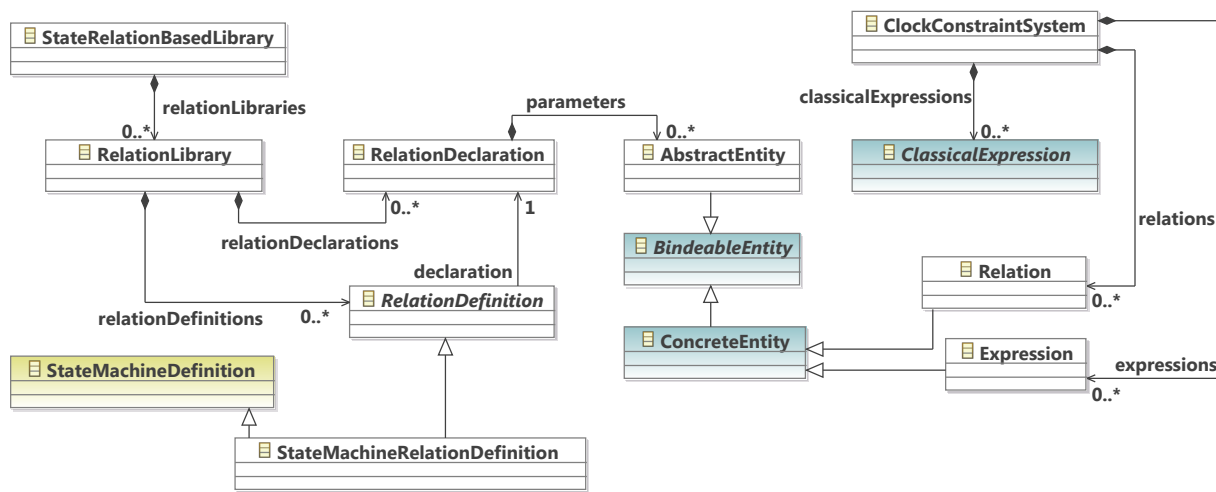 StateRelationBasedLibrary
ClockConstraintSystem
relationLibraries
0..*
parameters
0..*
classicalExpressions
0..*
RelationLibrary
RelationDeclaration
AbstractEntity
ClassicalExpression
0..*
1
relationDeclarations
relations
BindeableEntity
declaration
Relation
0..*
RelationDefinition
relationDefinitions
0..*
ConcreteEntity
Expression
expressions
0..*
StateMachineDefinition
StateMachineRelationDefinition